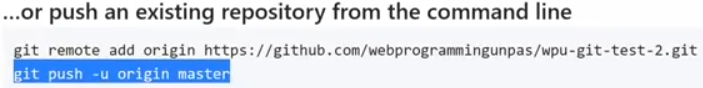 ...or push an existing repository from the command line
git remote add origin https://github.com/webprogrammingunpas/wpu-git-test-2.git
git push -u origin master